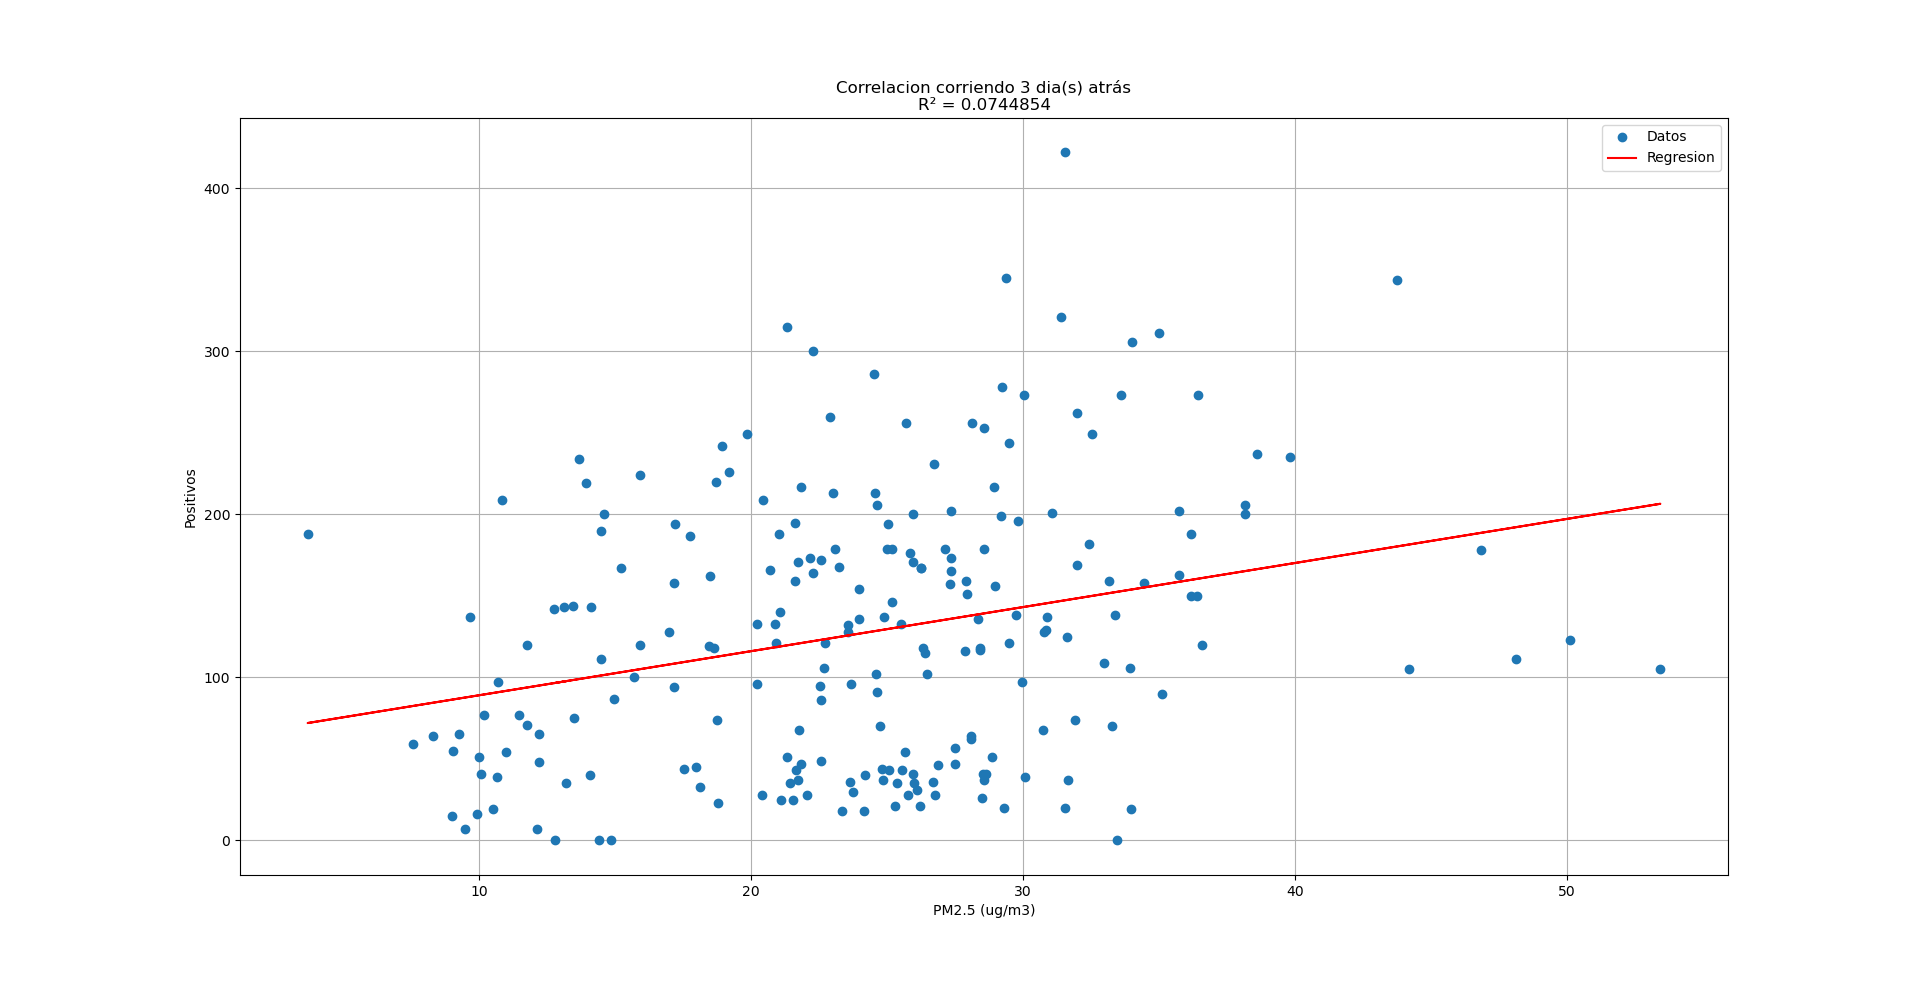 Correlacion corriendo 3 dia(s) atrás
R² = 0.0744854
Datos
Regresion
Positivos
400
300
200
100
0
10 20 30 40 50
PM2.5 (ug/m3)